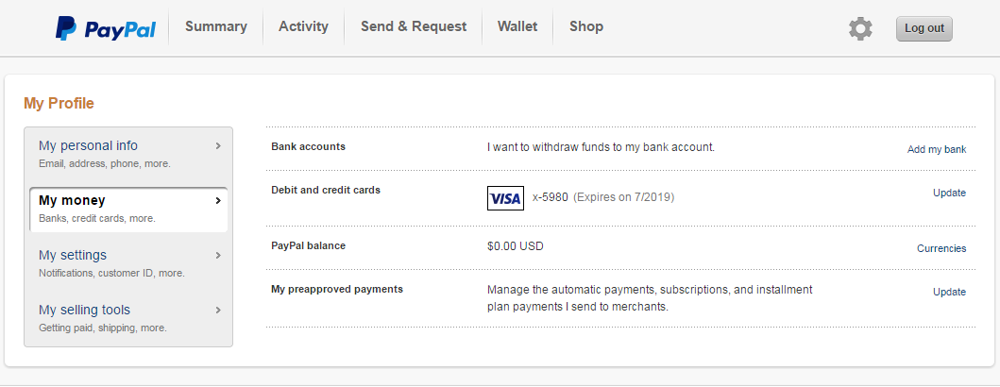 PayPal Summary Activity Send & Request Wallet Shop Log out
My Profile
My personal info
Email, address, phone, more.
My money
Banks, credit cards, more.
My settings
Notifications, customer ID, more.
My selling tools
Getting paid, shipping, more.
Bank accounts I want to withdraw funds to my bank account. Add my bank
Debit and credit cards VISA x-5980 (Expires on 7/2019) Update
PayPal balance $0.00 USD Currencies
My preapproved payments Manage the automatic payments, subscriptions, and installment Update
plan payments I send to merchants.